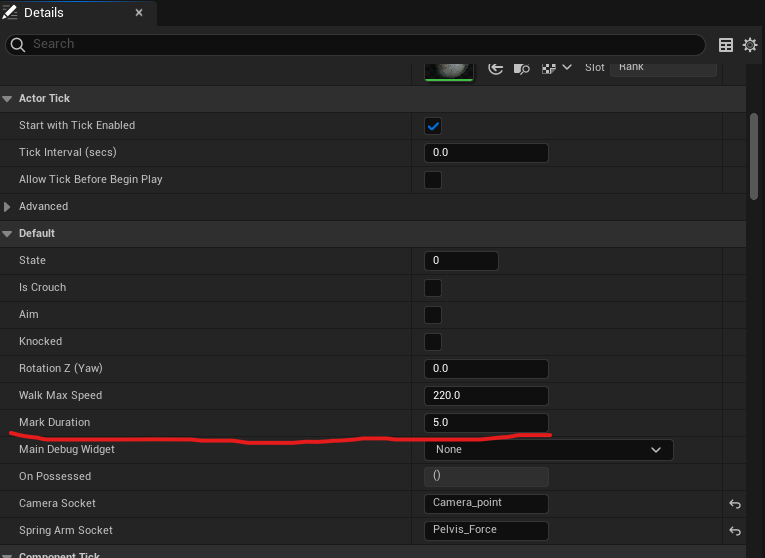 Details
Search
Slot Rank
Actor Tick
Start with Tick Enabled
Tick Interval (secs) 0.0
Allow Tick Before Begin Play
Advanced
Default
State 0
Is Crouch
Aim
Knocked
Rotation Z (Yaw) 0.0
Walk Max Speed 220.0
Mark Duration 5.0
Main Debug Widget None
On Possessed ()
Camera Socket Camera_point
Spring Arm Socket Pelvis_Force
Component Tick